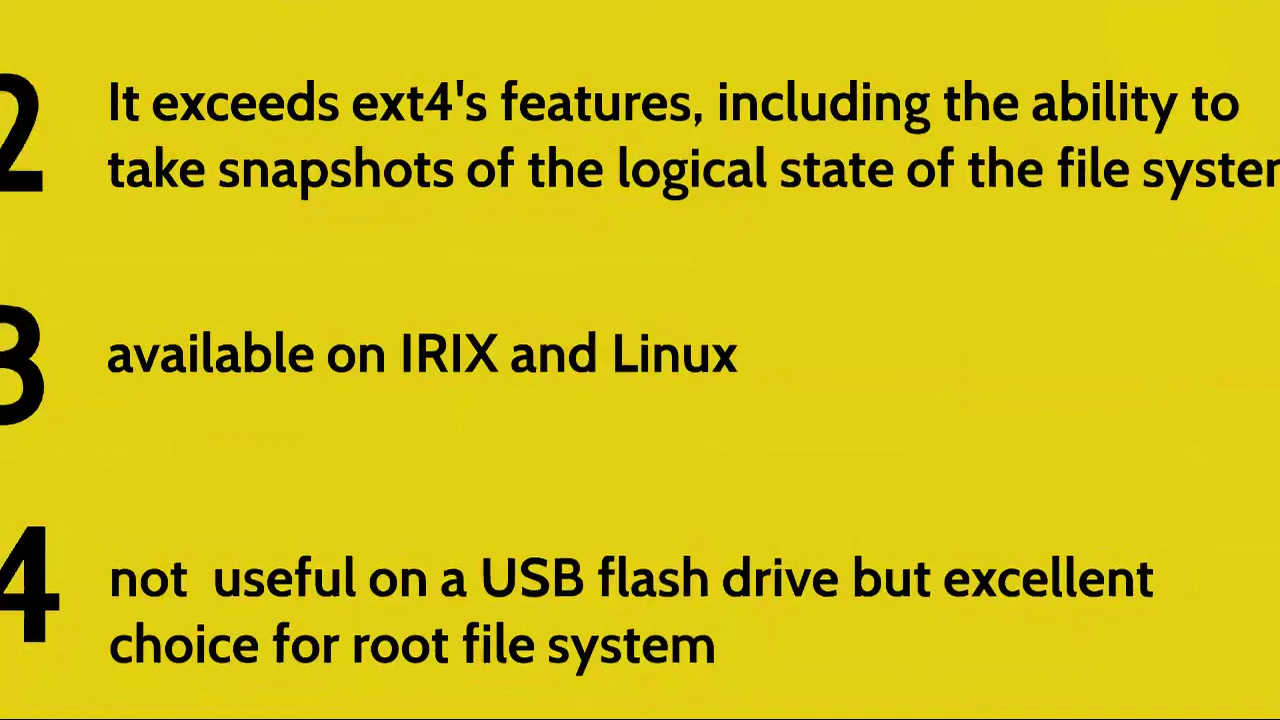 2 It exceeds ext4's features, including the ability to
take snapshots of the logical state of the file
3 available on IRIX and Linux
4 not useful on a USB flash drive but excellent
choice for root file system